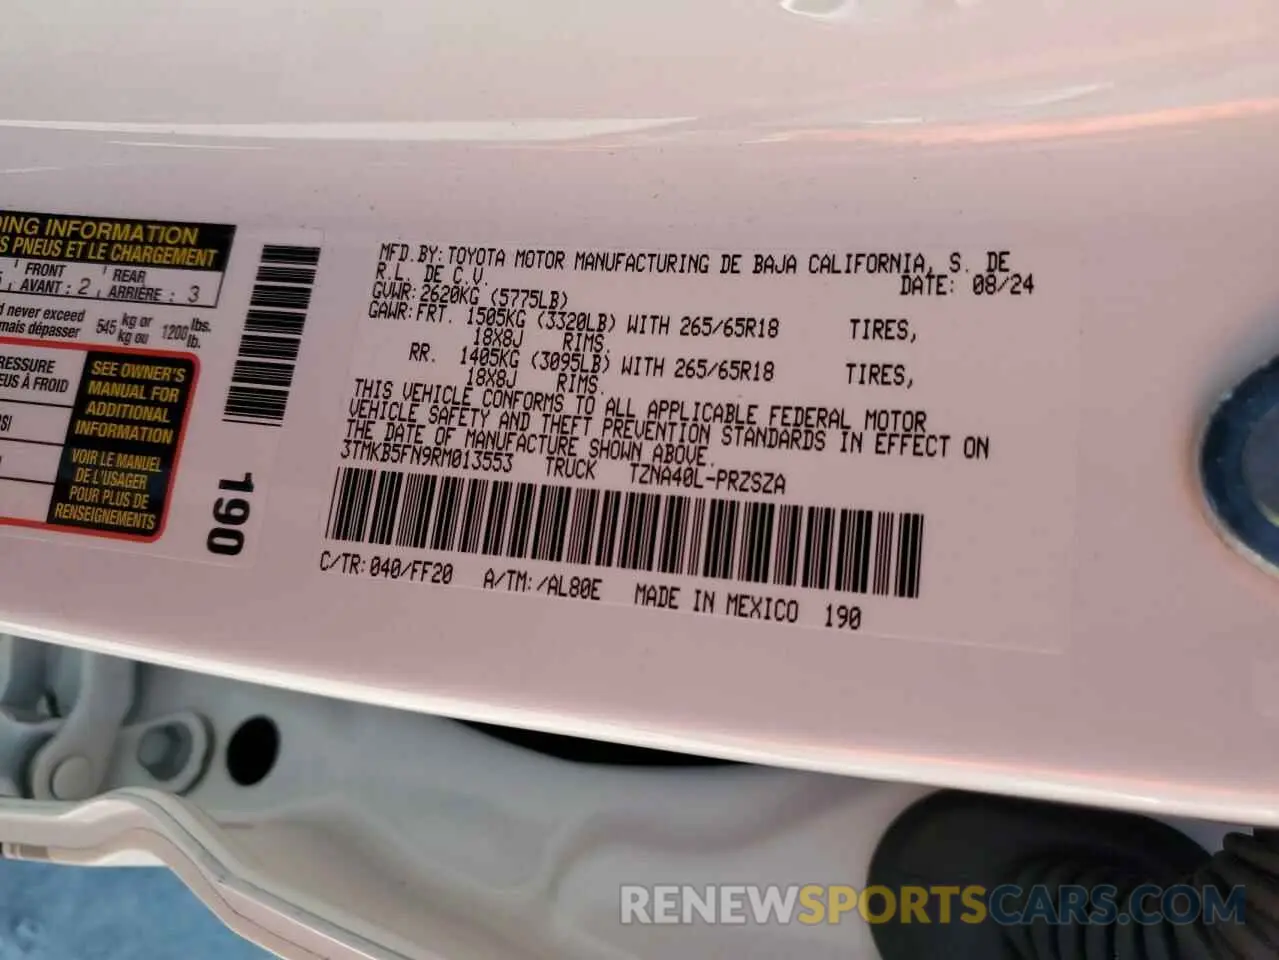 DING INFORMATION
S PNEUS ET LE CHARGEMENT
FRONT
AVANT : 2
REAR
ARRIÈRE : 3
d never exceed
mais dépasser
545 kg or
kg ou
1200 lbs.
lb.
RESSURE
EUS À FROID
SEE OWNER'S
MANUAL FOR
ADDITIONAL
INFORMATION
VOIR LE MANUEL
DE L'USAGER
POUR PLUS DE
RENSEIGNEMENTS
190
MFD.BY: TOYOTA MOTOR MANUFACTURING DE BAJA CALIFORNIA, S. DE
R.L. DE C.V. DATE: 08/24
GVWR: 2620KG (5775LB)
GAWR: FRT. 1505KG (3320LB) WITH 265/65R18 TIRES,
18X8J RIMS.
RR. 1405KG (3095LB) WITH 265/65R18 TIRES,
18X8J RIMS.
THIS VEHICLE CONFORMS TO ALL APPLICABLE FEDERAL MOTOR
VEHICLE SAFETY AND THEFT PREVENTION STANDARDS IN EFFECT ON
THE DATE OF MANUFACTURE SHOWN ABOVE.
3TMKB5FN9RM013553 TRUCK TZNA40L-PRZSZA
C/TR: 040/FF20 A/TM: /AL80E MADE IN MEXICO 190
RENEWSPORTSCARS.COM